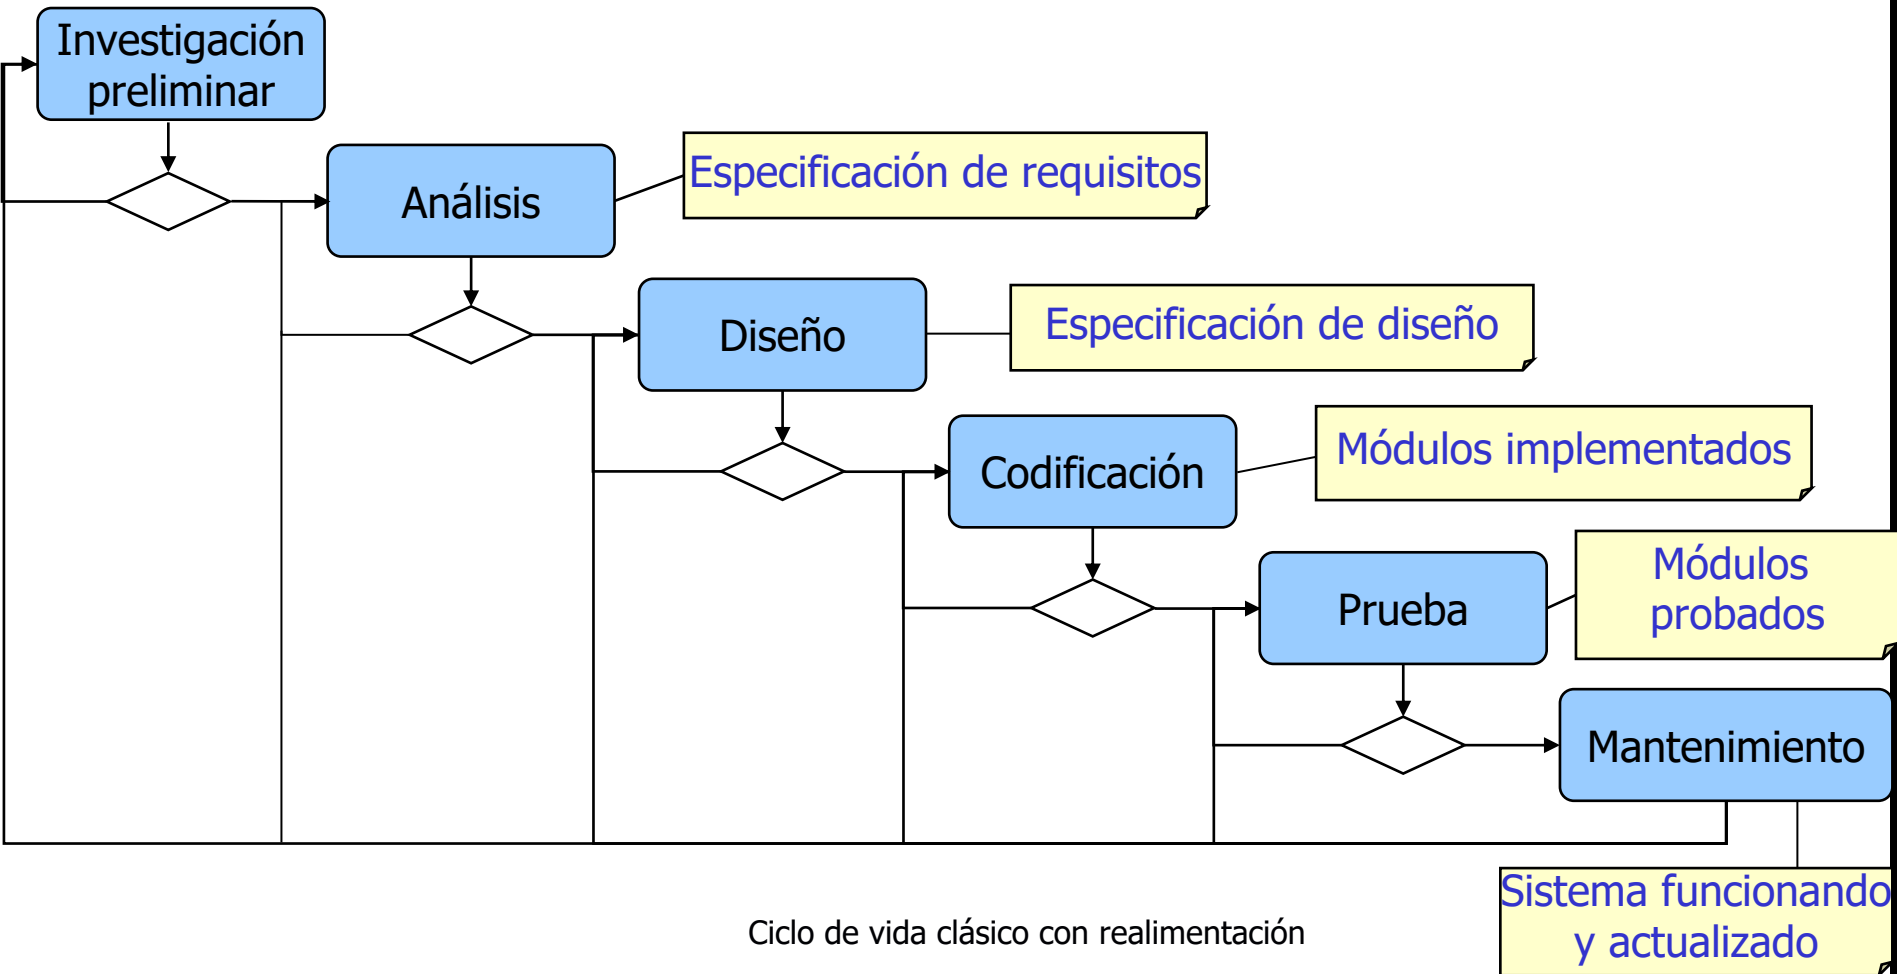 Investigación
preliminar
Análisis
Especificación de requisitos
Diseño
Especificación de diseño
Codificación
Módulos implementados
Prueba
Módulos
probados
Mantenimiento
Sistema funcionando
y actualizado
Ciclo de vida clásico con realimentación